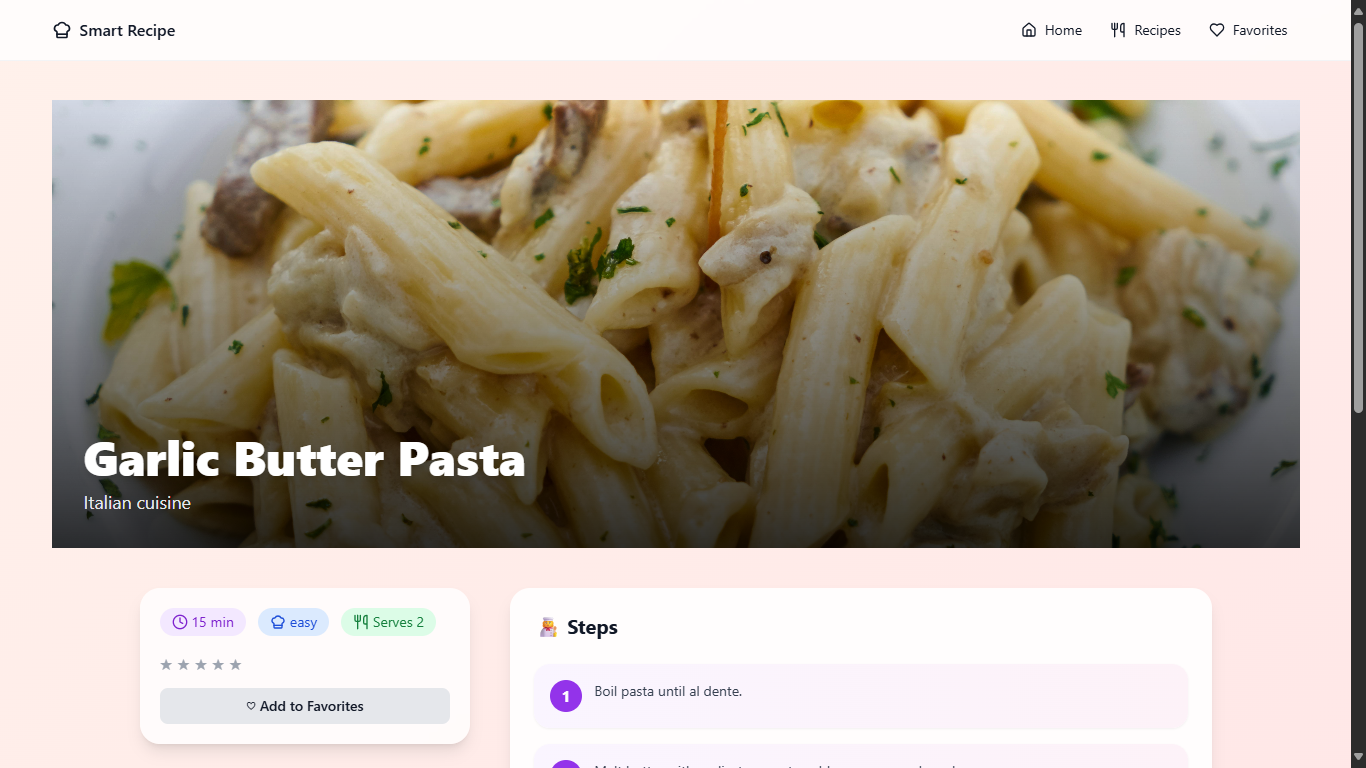 Smart Recipe
Home
Recipes
Favorites
Garlic Butter Pasta
Italian cuisine
15 min
easy
Serves 2
★ ★ ★ ★ ★
♡ Add to Favorites
Steps
1
Boil pasta until al dente.